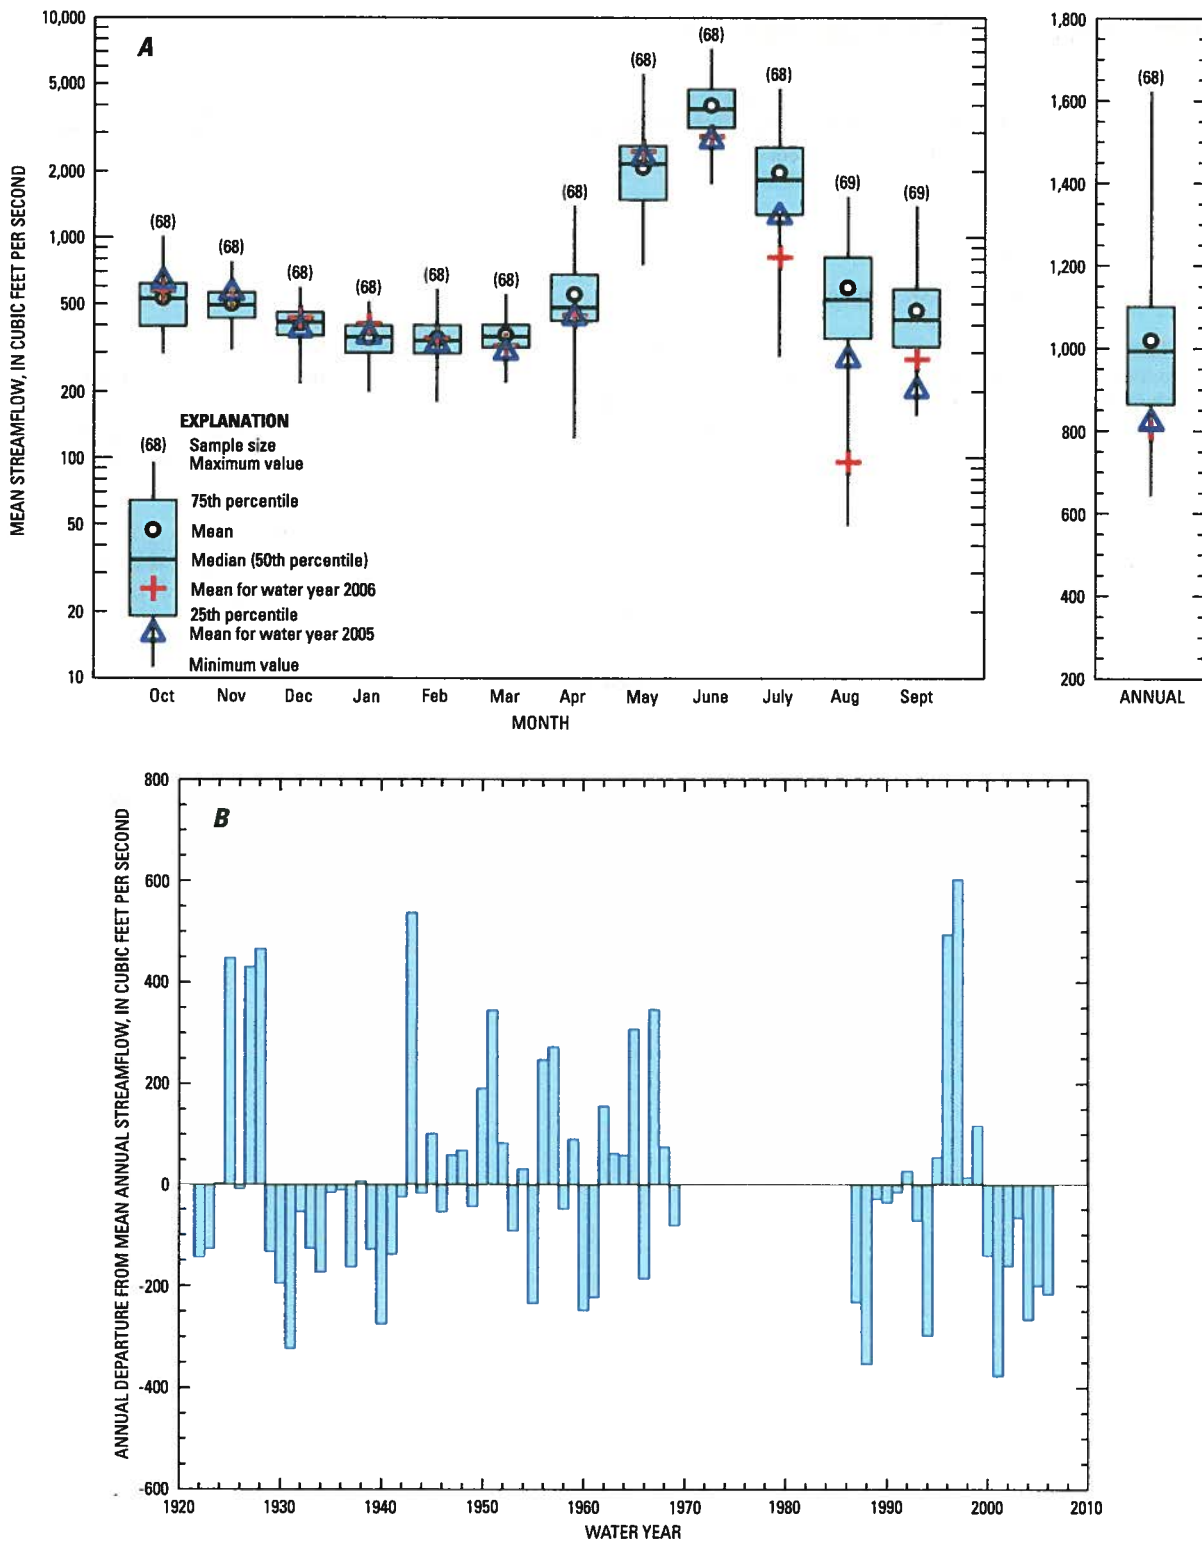 10,000
5,000
4,000
2,000
1,000
500
400
200
100
50
40
20
10
MEAN STREAMFLOW, IN CUBIC FEET PER SECOND
A
(68)
(68)
(68)
(68)
(68)
(68)
(68)
(68)
(68)
(68)
(69)
(69)
EXPLANATION
(68) Sample size
Maximum value
75th percentile
Mean
Median (50th percentile)
Mean for water year 2006
25th percentile
Mean for water year 2005
Minimum value
Oct Nov Dec Jan Feb Mar Apr May June July Aug Sept
MONTH
1,800
1,600
1,400
1,200
1,000
800
600
400
200
(68)
ANNUAL
800
600
400
200
0
-200
-400
-600
ANNUAL DEPARTURE FROM MEAN ANNUAL STREAMFLOW, IN CUBIC FEET PER SECOND
B
1920 1930 1940 1950 1960 1970 1980 1990 2000 2010
WATER YEAR